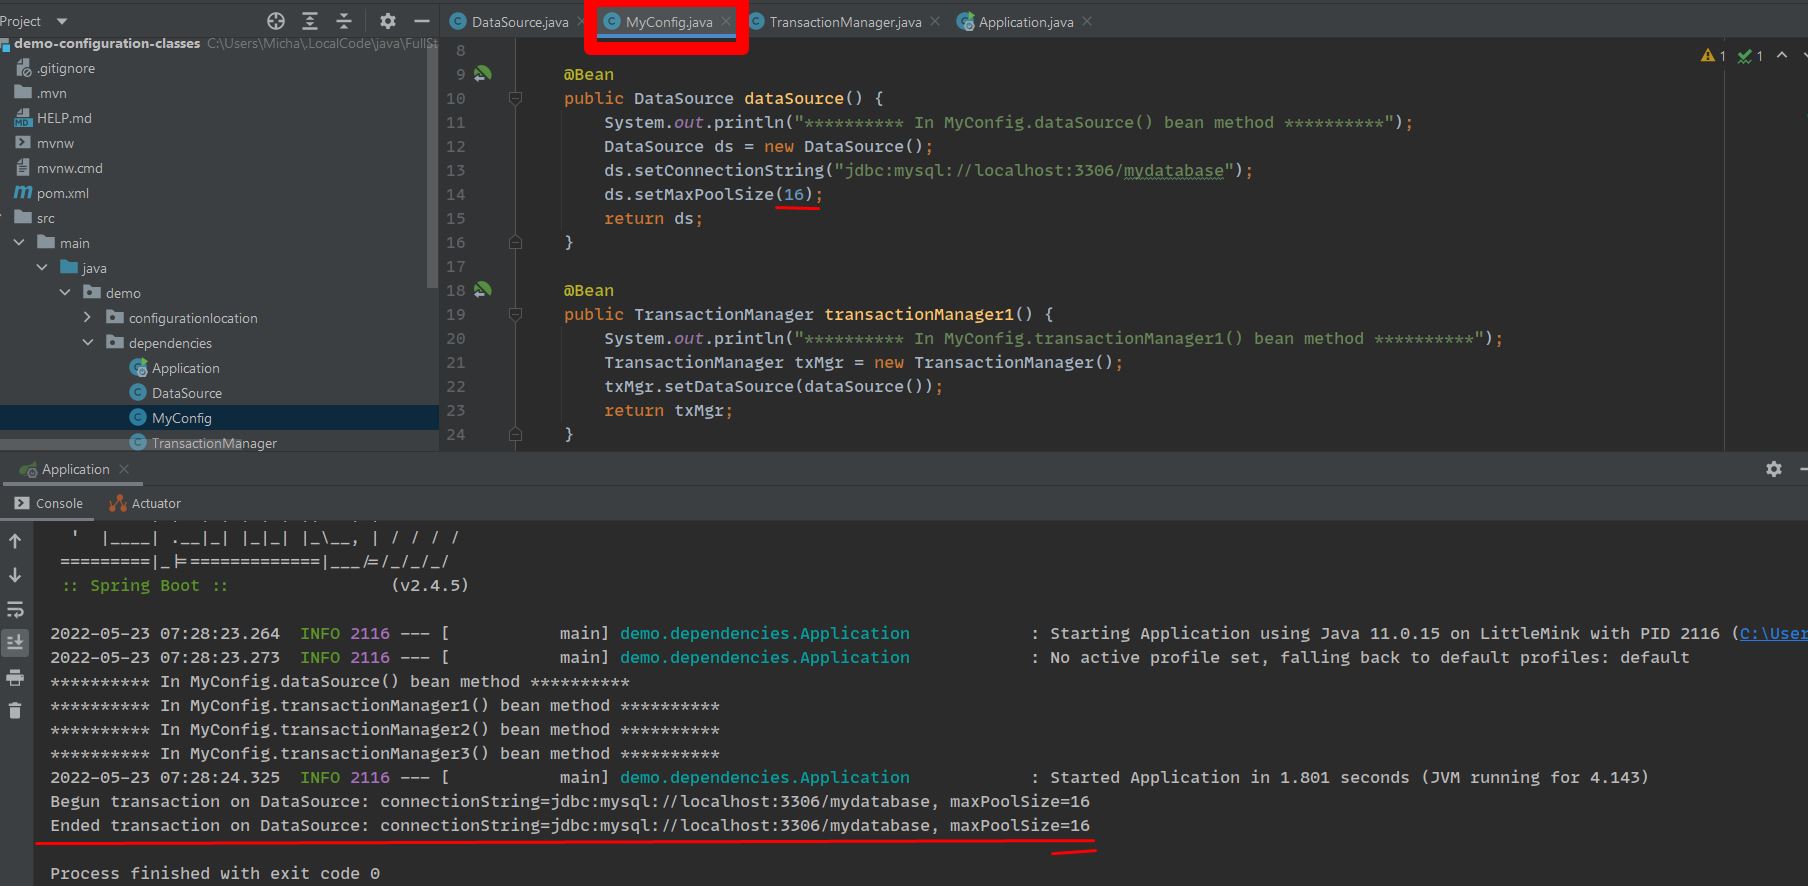 Project
DataSource.java
MyConfig.java
TransactionManager.java
Application.java
demo-configuration-classes C:\Users\Micha\.LocalCode\java\FullSt
.gitignore
.mvn
HELP.md
mvnw
mvnw.cmd
pom.xml
src
main
java
demo
configurationlocation
dependencies
Application
DataSource
MyConfig
TransactionManager
1 1
8
9 @Bean
10 public DataSource dataSource() {
11 System.out.println("********** In MyConfig.dataSource() bean method **********");
12 DataSource ds = new DataSource();
13 ds.setConnectionString("jdbc:mysql://localhost:3306/mydatabase");
14 ds.setMaxPoolSize(16);
15 return ds;
16 }
17
18 @Bean
19 public TransactionManager transactionManager1() {
20 System.out.println("********** In MyConfig.transactionManager1() bean method **********");
21 TransactionManager txMgr = new TransactionManager();
22 txMgr.setDataSource(dataSource());
23 return txMgr;
24 }
Application
Console Actuator
' |____| .__|_| |_|_| |_\__, | / / / /
=========|_|==============|___/=/_/_/_/
:: Spring Boot :: (v2.4.5)
2022-05-23 07:28:23.264 INFO 2116 --- [ main] demo.dependencies.Application : Starting Application using Java 11.0.15 on LittleMink with PID 2116 (C:\User
2022-05-23 07:28:23.273 INFO 2116 --- [ main] demo.dependencies.Application : No active profile set, falling back to default profiles: default
********** In MyConfig.dataSource() bean method **********
********** In MyConfig.transactionManager1() bean method **********
********** In MyConfig.transactionManager2() bean method **********
********** In MyConfig.transactionManager3() bean method **********
2022-05-23 07:28:24.325 INFO 2116 --- [ main] demo.dependencies.Application : Started Application in 1.801 seconds (JVM running for 4.143)
Begun transaction on DataSource: connectionString=jdbc:mysql://localhost:3306/mydatabase, maxPoolSize=16
Ended transaction on DataSource: connectionString=jdbc:mysql://localhost:3306/mydatabase, maxPoolSize=16
Process finished with exit code 0